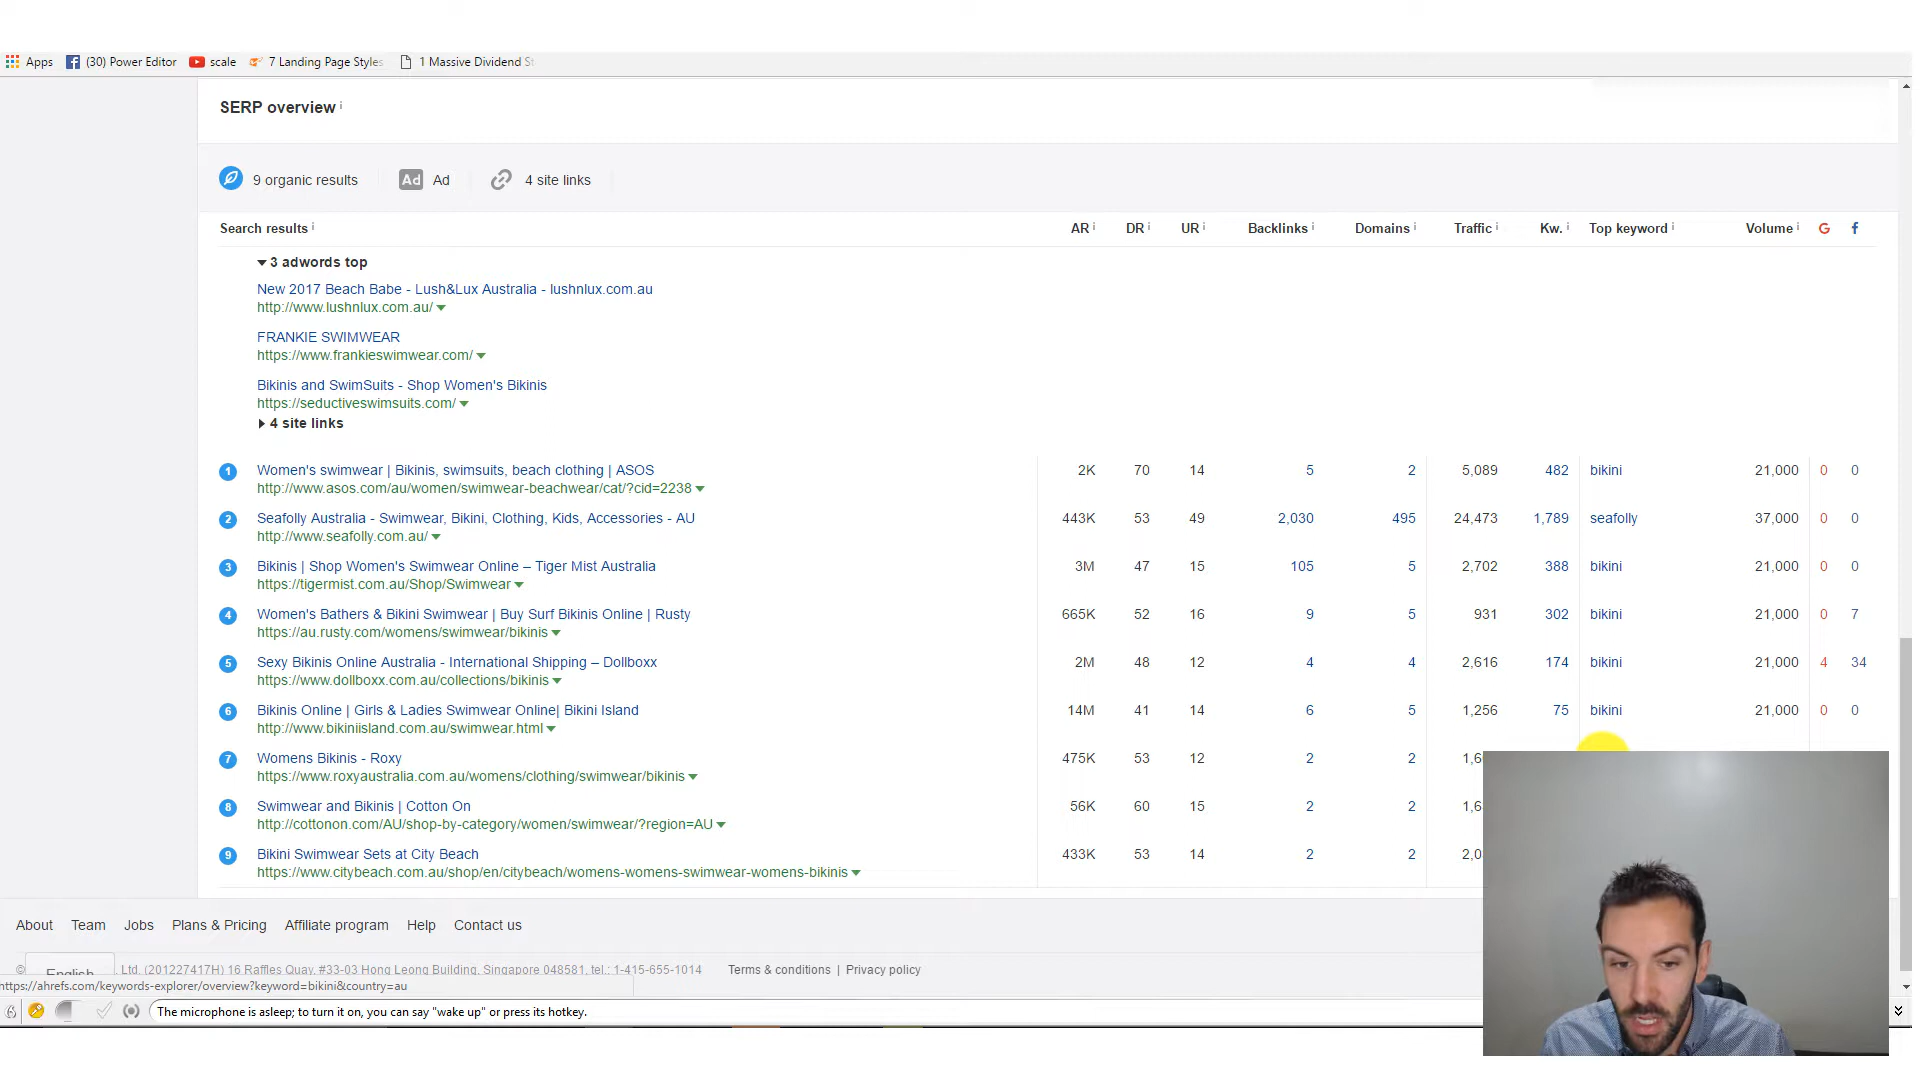 Apps (30) Power Editor scale 7 Landing Page Styles 1 Massive Dividend St
SERP overview i
9 organic results Ad Ad 4 site links
Search results i AR i DR i UR i Backlinks i Domains i Traffic i Kw. i Top keyword i Volume i G f
3 adwords top
New 2017 Beach Babe - Lush&Lux Australia - lushnlux.com.au
http://www.lushnlux.com.au/
FRANKIE SWIMWEAR
https://www.frankieswimwear.com/
Bikinis and SwimSuits - Shop Women's Bikinis
https://seductiveswimsuits.com/
4 site links
1 Women's swimwear | Bikinis, swimsuits, beach clothing | ASOS 2K 70 14 5 2 5,089 482 bikini 21,000 0 0
http://www.asos.com/au/women/swimwear-beachwear/cat/?cid=2238
2 Seafolly Australia - Swimwear, Bikini, Clothing, Kids, Accessories - AU 443K 53 49 2,030 495 24,473 1,789 seafolly 37,000 0 0
http://www.seafolly.com.au/
3 Bikinis | Shop Women's Swimwear Online – Tiger Mist Australia 3M 47 15 105 5 2,702 388 bikini 21,000 0 0
https://tigermist.com.au/Shop/Swimwear
4 Women's Bathers & Bikini Swimwear | Buy Surf Bikinis Online | Rusty 665K 52 16 9 5 931 302 bikini 21,000 0 7
https://au.rusty.com/womens/swimwear/bikinis
5 Sexy Bikinis Online Australia - International Shipping – Dollboxx 2M 48 12 4 4 2,616 174 bikini 21,000 4 34
https://www.dollboxx.com.au/collections/bikinis
6 Bikinis Online | Girls & Ladies Swimwear Online| Bikini Island 14M 41 14 6 5 1,256 75 bikini 21,000 0 0
http://www.bikiniisland.com.au/swimwear.html
7 Womens Bikinis - Roxy 475K 53 12 2 2
https://www.roxyaustralia.com.au/womens/clothing/swimwear/bikinis
8 Swimwear and Bikinis | Cotton On 56K 60 15 2 2
http://cottonon.com/AU/shop-by-category/women/swimwear/?region=AU
9 Bikini Swimwear Sets at City Beach 433K 53 14 2 2
https://www.citybeach.com.au/shop/en/citybeach/womens-womens-swimwear-womens-bikinis
About Team Jobs Plans & Pricing Affiliate program Help Contact us
© English Ltd. (201227417H) 16 Raffles Quay, #33-03 Hong Leong Building, Singapore 048581, tel.: 1-415-655-1014 Terms & conditions | Privacy policy
https://ahrefs.com/keywords-explorer/overview?keyword=bikini&country=au
The microphone is asleep; to turn it on, you can say "wake up" or press its hotkey.